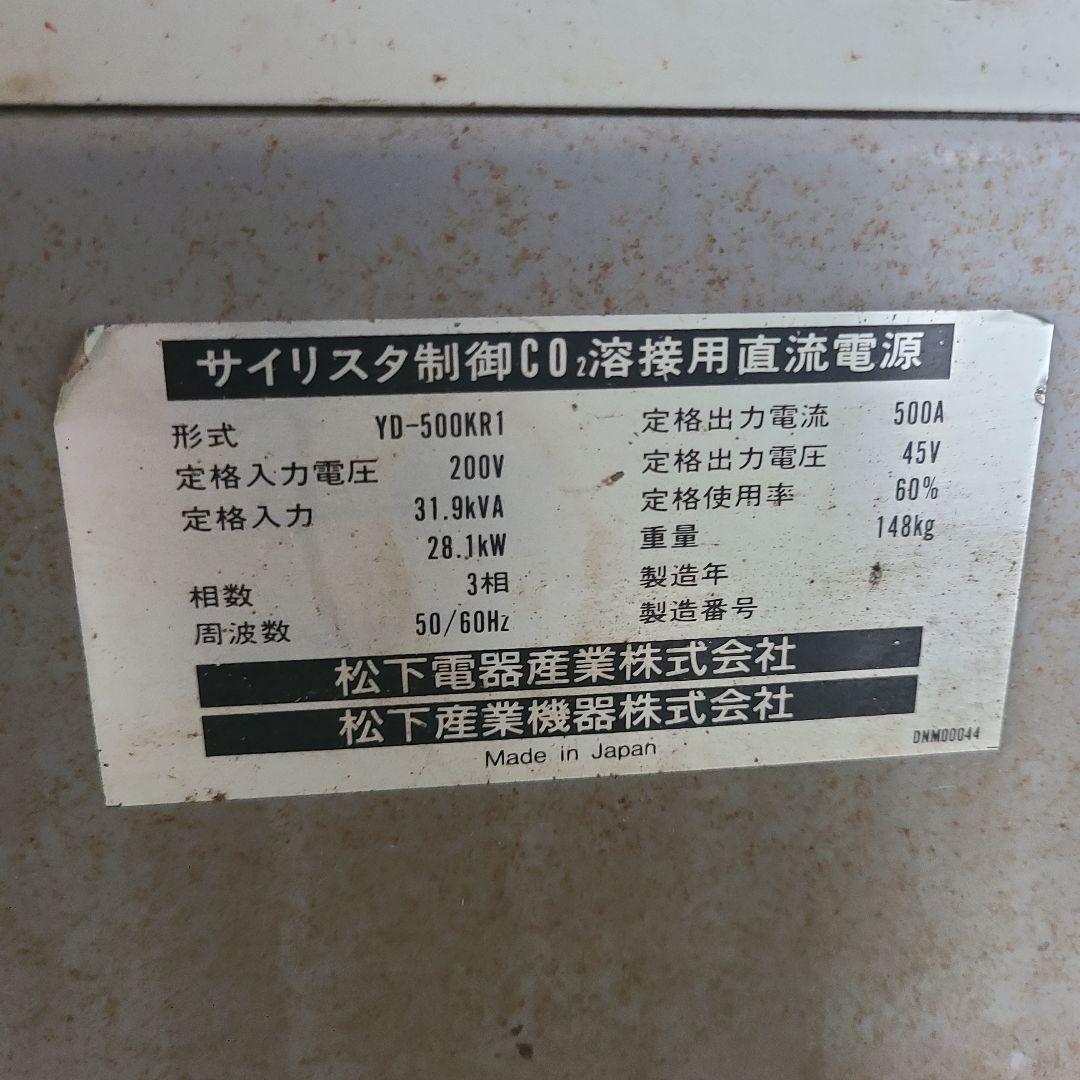 サイリスタ制御CO₂溶接用直流電源
形式 YD-500KR1
定格入力電圧 200V
定格入力 31.9kVA
28.1kW
相数 3相
周波数 50/60Hz
定格出力電流 500A
定格出力電圧 45V
定格使用率 60%
重量 148kg
製造年
製造番号
松下電器産業株式会社
松下産業機器株式会社
Made in Japan
DNM00044